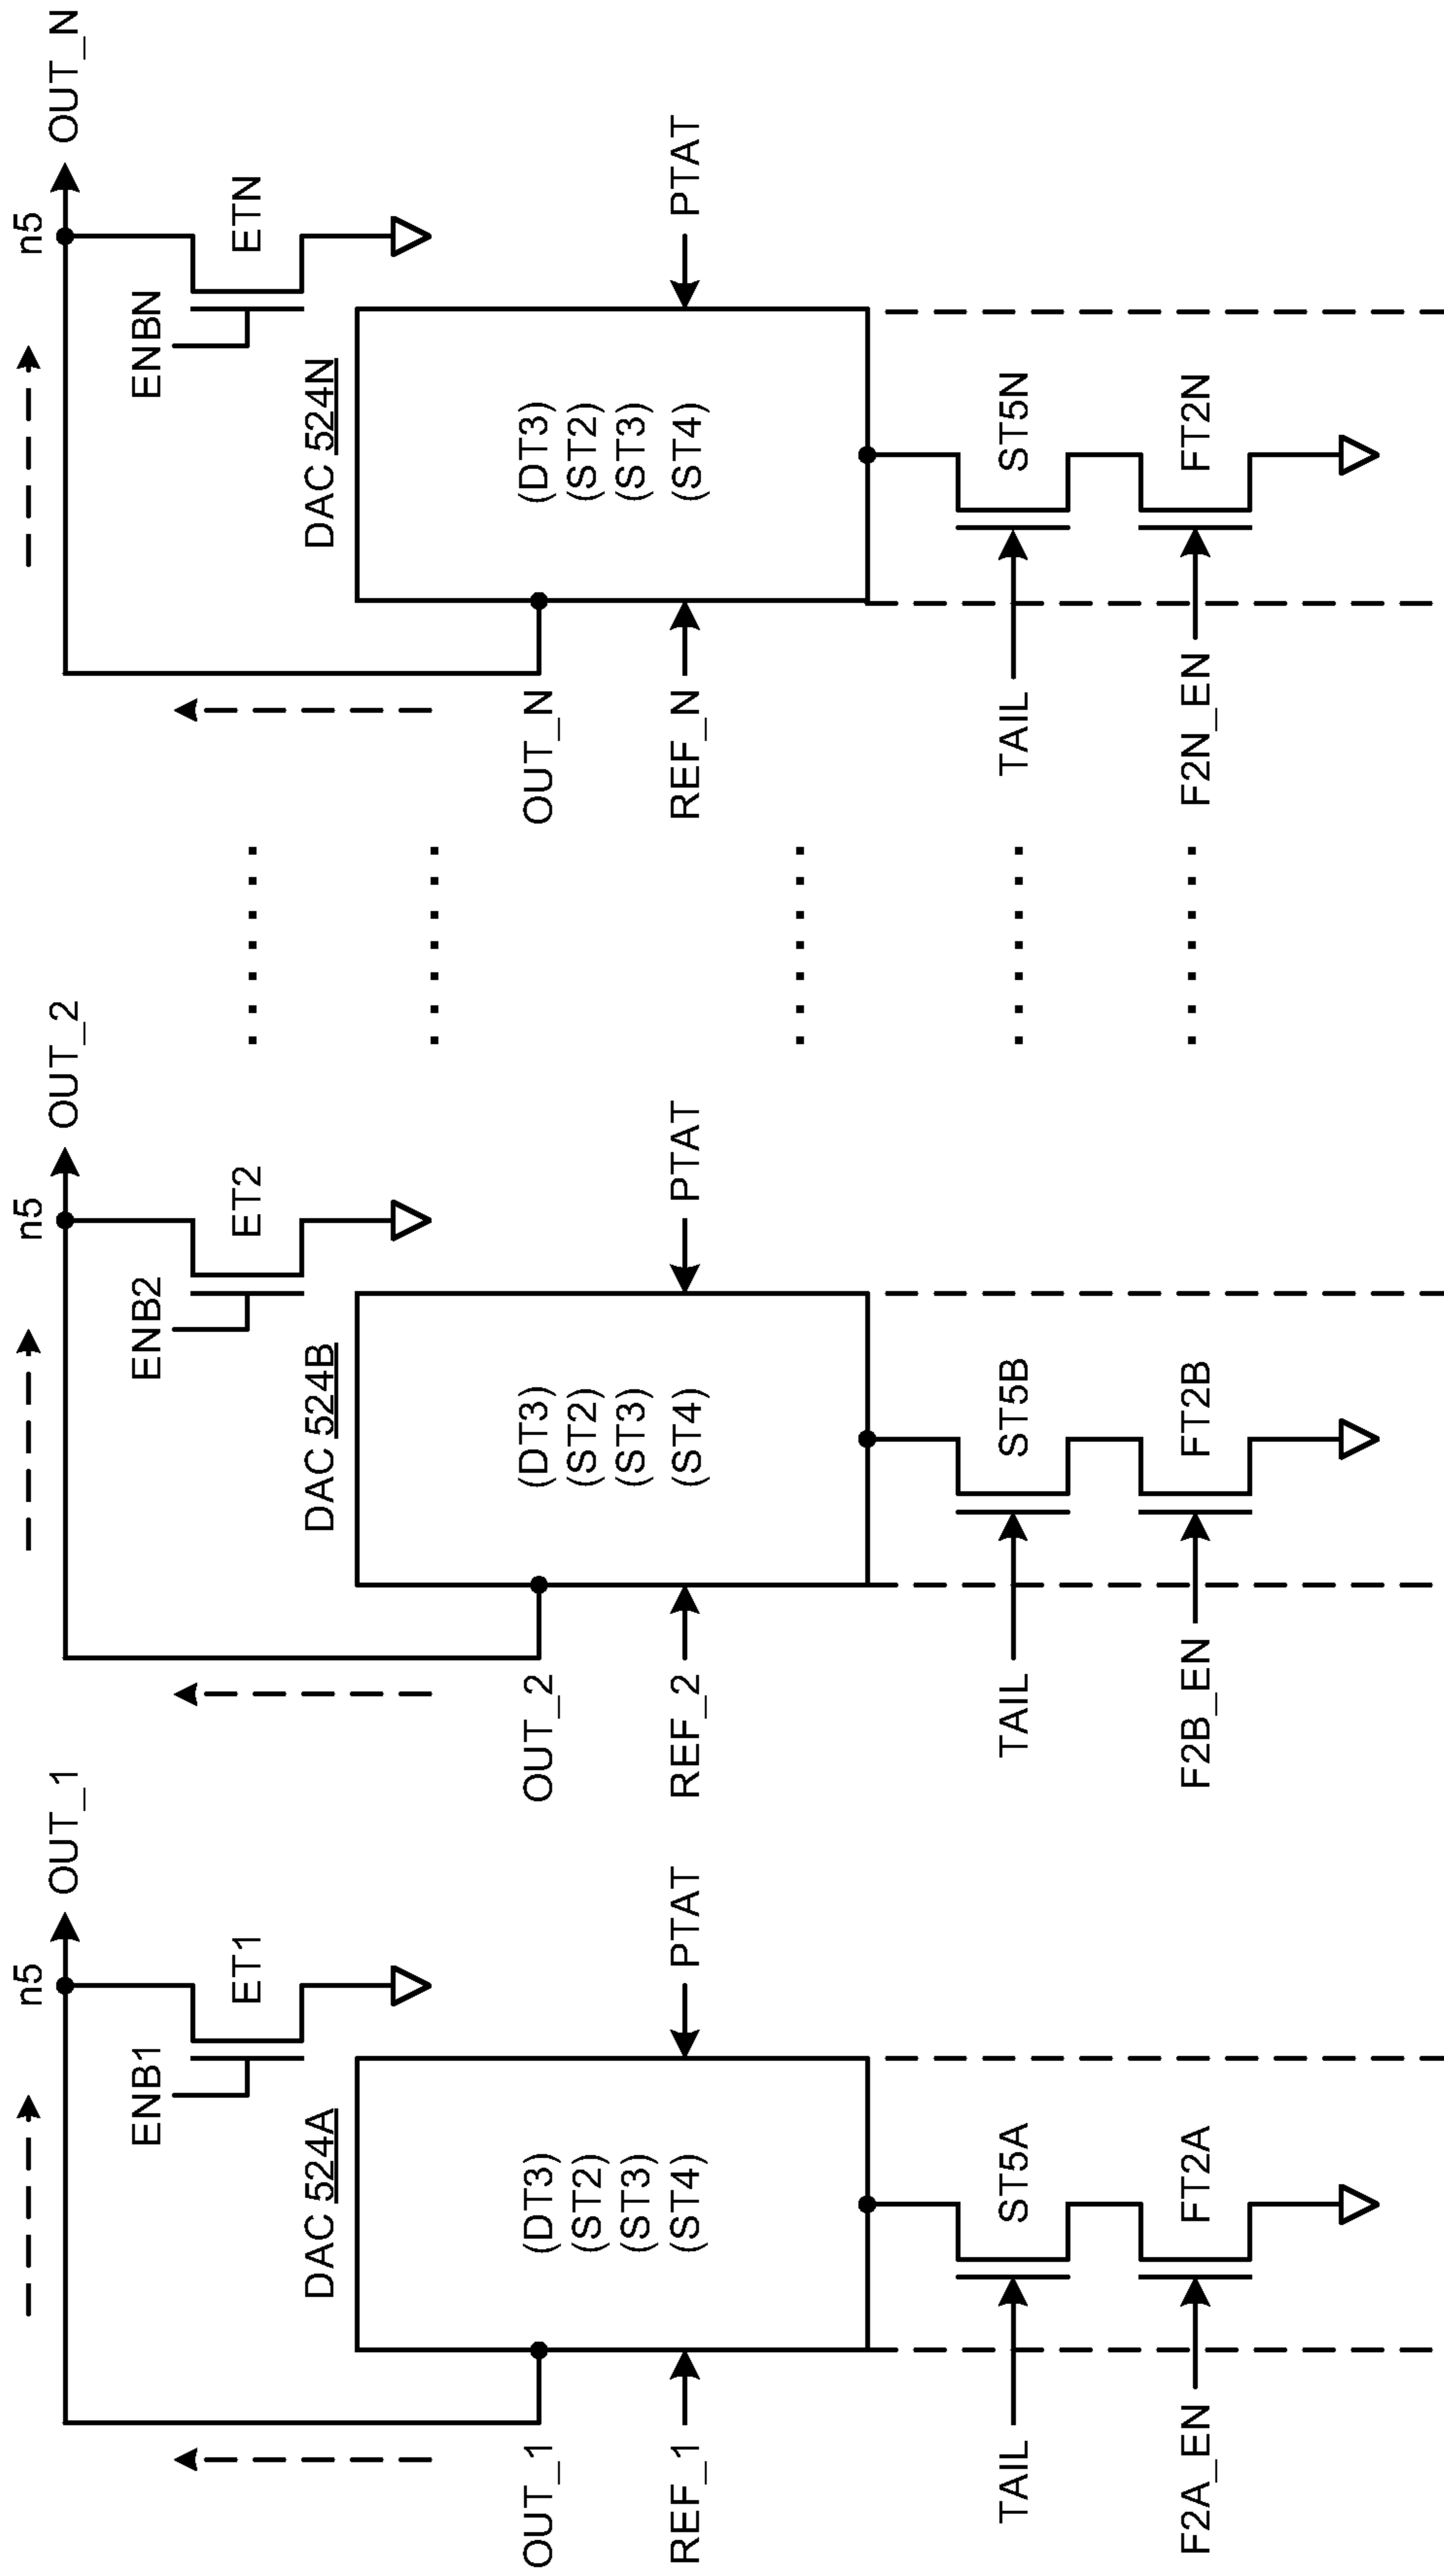 n5
OUT_1
ENB1
ET1
DAC 524A
(DT3)
(ST2)
(ST3)
(ST4)
OUT_1
REF_1
PTAT
TAIL
ST5A
F2A_EN
FT2A
n5
OUT_2
ENB2
ET2
DAC 524B
(DT3)
(ST2)
(ST3)
(ST4)
OUT_2
REF_2
PTAT
TAIL
ST5B
F2B_EN
FT2B
n5
OUT_N
ENBN
ETN
DAC 524N
(DT3)
(ST2)
(ST3)
(ST4)
OUT_N
REF_N
PTAT
TAIL
ST5N
F2N_EN
FT2N